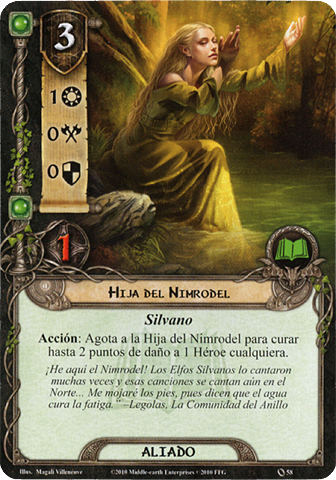 3
1
0
0
1
Hija del Nimrodel
Silvano
Acción: Agota a la Hija del Nimrodel para curar
hasta 2 puntos de daño a 1 Héroe cualquiera.
¡He aquí el Nimrodel! Los Elfos Silvanos lo cantaron
muchas veces y esas canciones se cantan aún en el
Norte... Me mojaré los pies, pues dicen que el agua
cura la fatiga. “ –Legolas, La Comunidad del Anillo
ALIADO
Illus. Magali Villeneuve
©2010 Middle-earth Enterprises ©2010 FFG
58